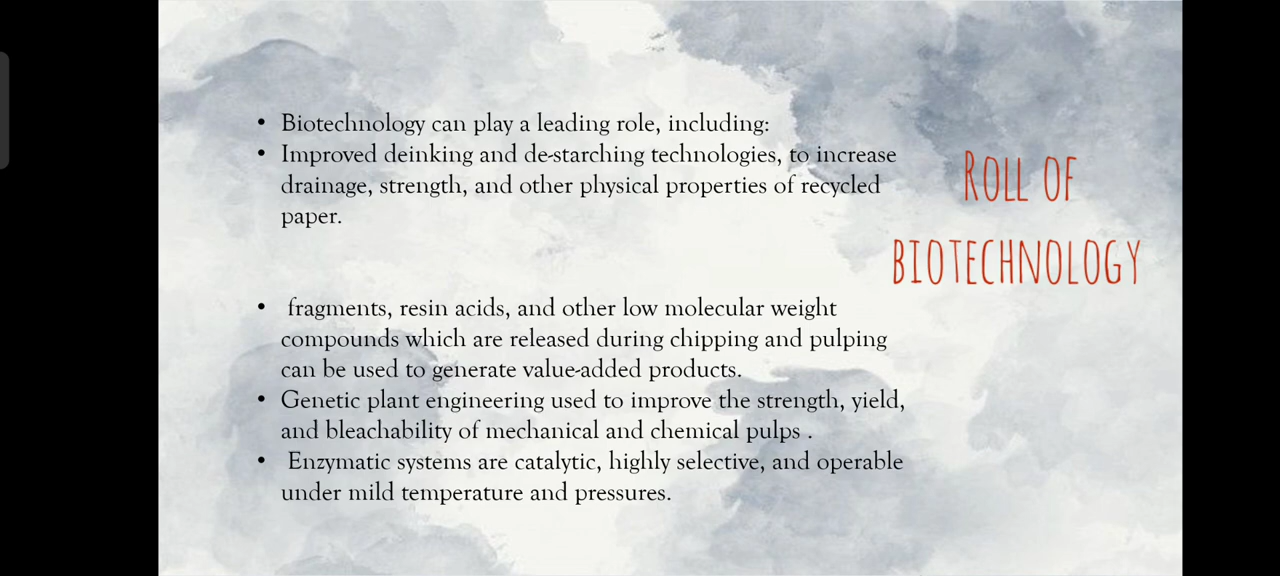 • Biotechnology can play a leading role, including:
• Improved deinking and de-starching technologies, to increase
drainage, strength, and other physical properties of recycled
paper.
• fragments, resin acids, and other low molecular weight
compounds which are released during chipping and pulping
can be used to generate value-added products.
• Genetic plant engineering used to improve the strength, yield,
and bleachability of mechanical and chemical pulps .
• Enzymatic systems are catalytic, highly selective, and operable
under mild temperature and pressures.
ROLL OF
BIOTECHNOLOGY